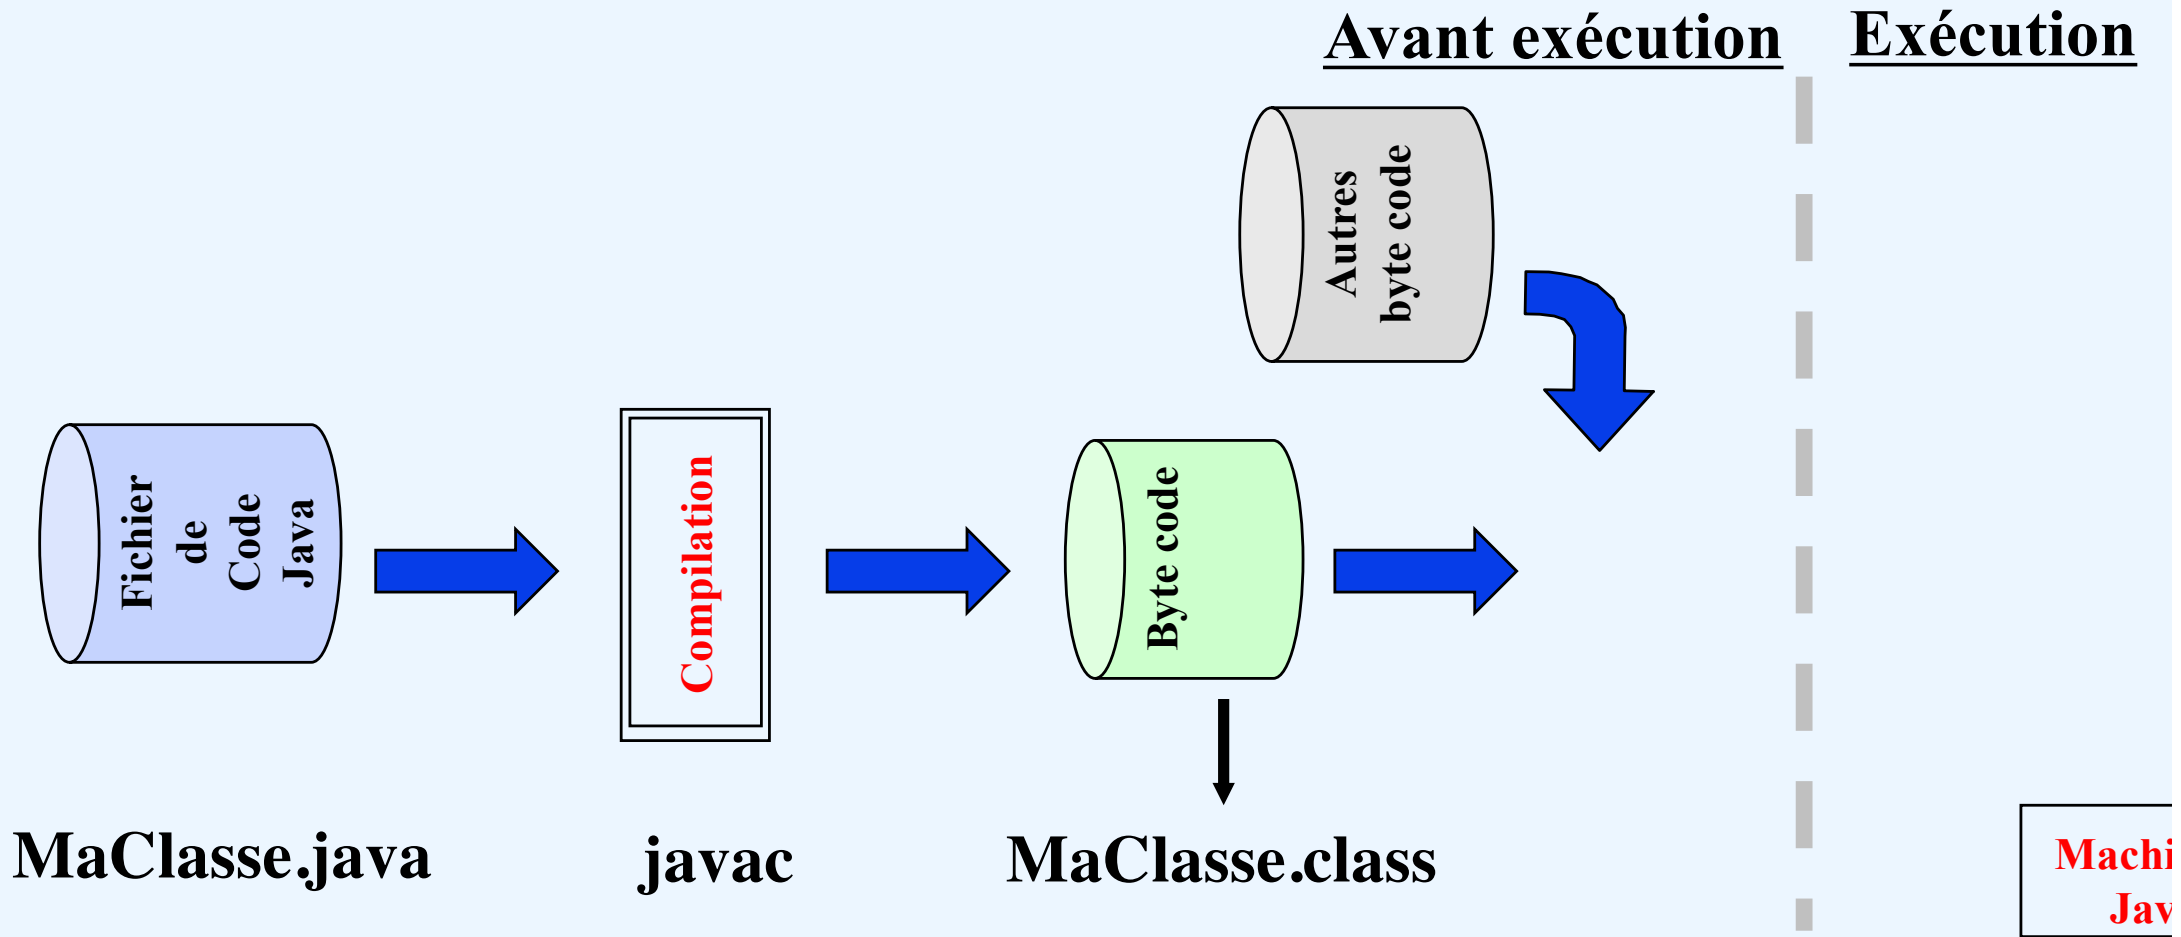 Avant exécution
Exécution
Autres
byte code
Fichier
de
Code
Java
Compilation
Byte code
MaClasse.java
javac
MaClasse.class